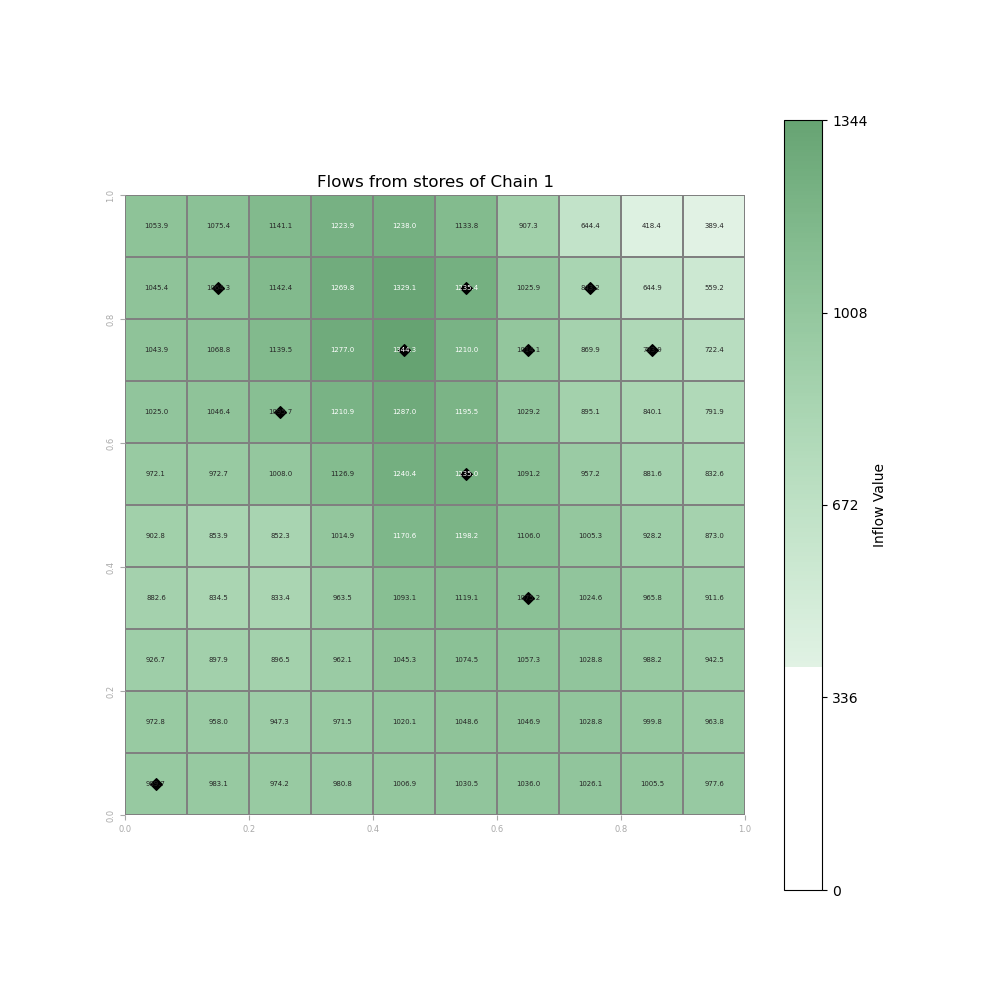 Flows from stores of Chain 1
1.0
1053.9 1075.4 1141.1 1223.9 1238.0 1133.8 907.3 644.4 418.4 389.4
1045.4 1142.4 1269.8 1329.1 1025.9 644.9 559.2
0.8
1043.9 1068.8 1139.5 1277.0 1344.3 1210.0 869.9 722.4
1025.0 1046.4 1210.9 1287.0 1195.5 1029.2 895.1 840.1 791.9
0.6
972.1 972.7 1008.0 1126.9 1240.4 1091.2 957.2 881.6 832.6
902.8 853.9 852.3 1014.9 1170.6 1198.2 1106.0 1005.3 928.2 873.0
0.4
882.6 834.5 833.4 963.5 1093.1 1119.1 1024.6 965.8 911.6
926.7 897.9 896.5 962.1 1045.3 1074.5 1057.3 1028.8 988.2 942.5
0.2
972.8 958.0 947.3 971.5 1020.1 1048.6 1046.9 1028.8 999.8 963.8
983.1 974.2 980.8 1006.9 1030.5 1036.0 1026.1 1005.5 977.6
0.0
0.0 0.2 0.4 0.6 0.8 1.0
1344
1008
672
336
0
Inflow Value